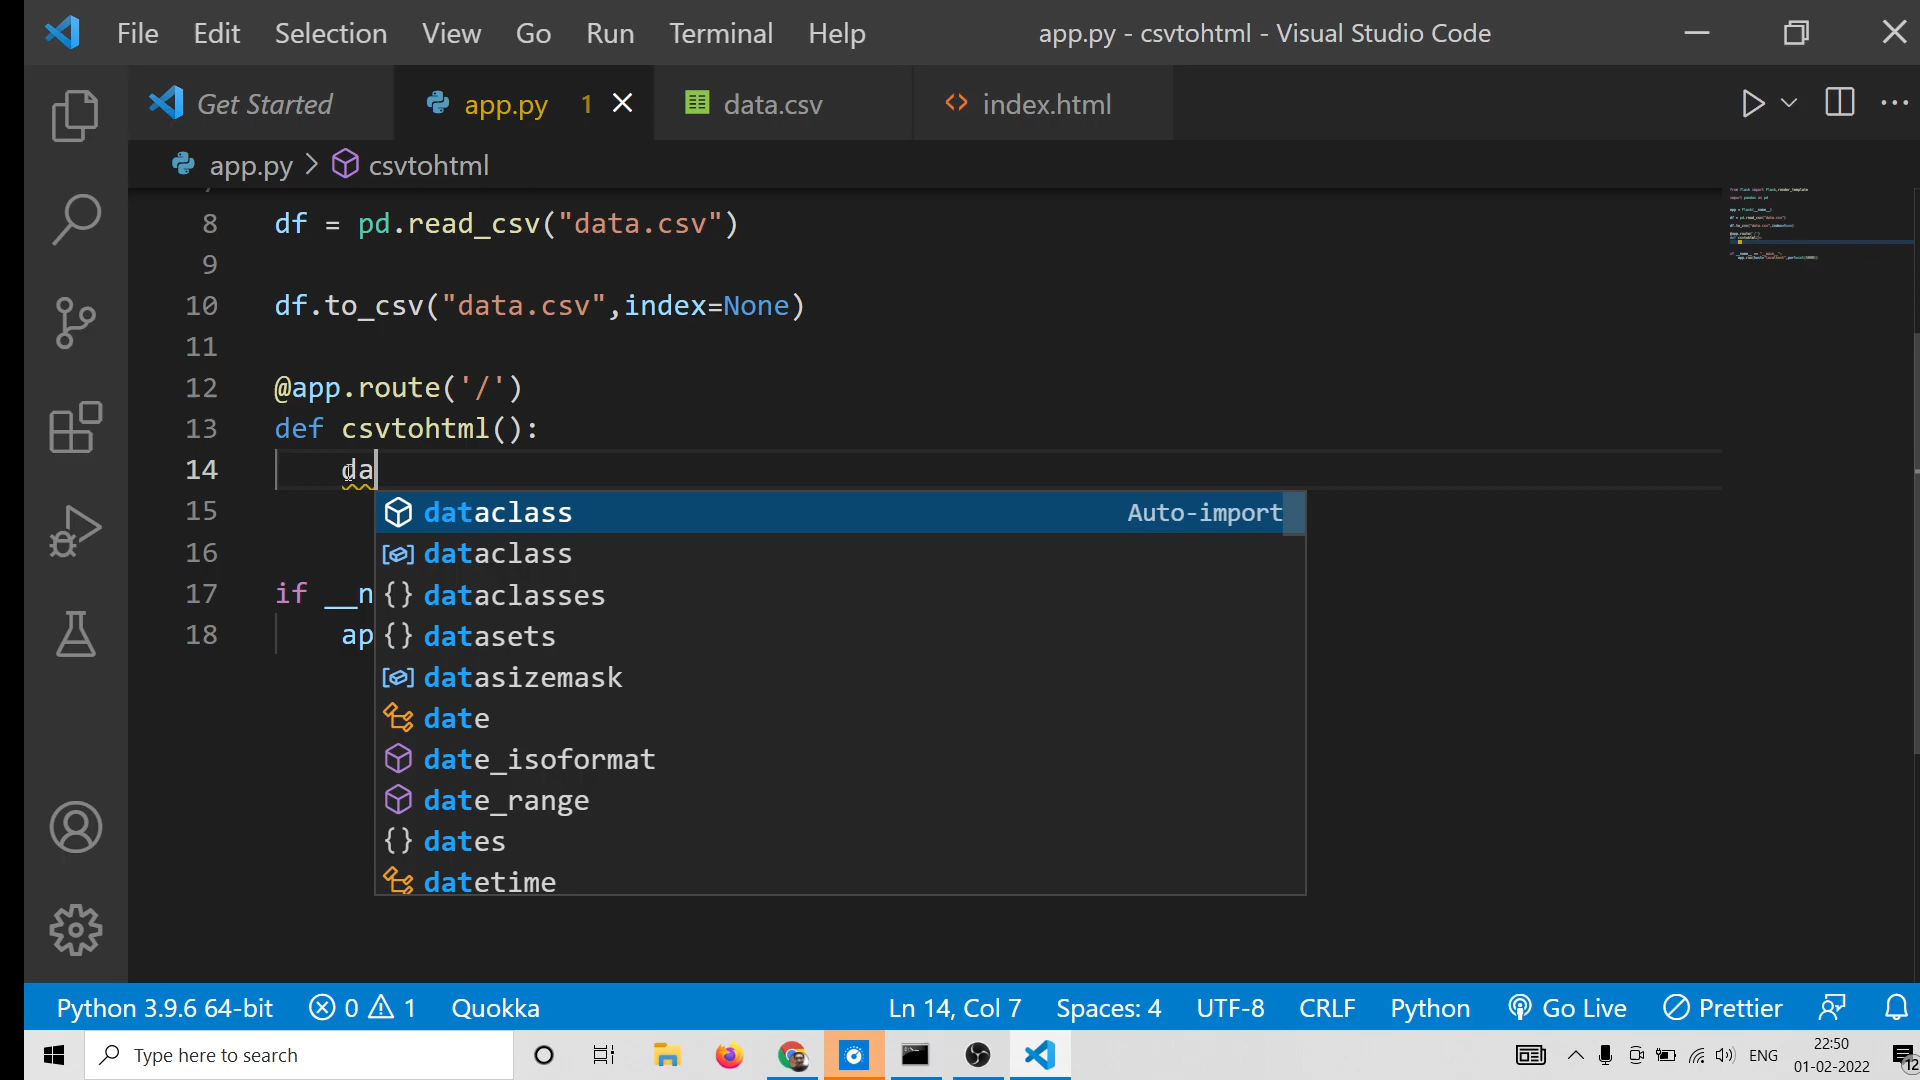 File Edit Selection View Go Run Terminal Help
app.py - csvtohtml - Visual Studio Code
Get Started
app.py 1
data.csv
index.html
app.py > csvtohtml
8 df = pd.read_csv("data.csv")
9
10 df.to_csv("data.csv",index=None)
11
12 @app.route('/')
13 def csvtohtml():
14 da
15
16
17 if __n
18 ap
dataclass Auto-import
dataclass
dataclasses
datasets
datasizemask
date
date_isoformat
date_range
dates
datetime
Python 3.9.6 64-bit 0 1 Quokka
Ln 14, Col 7 Spaces: 4 UTF-8 CRLF Python Go Live Prettier
Type here to search
ENG
22:50
01-02-2022
12